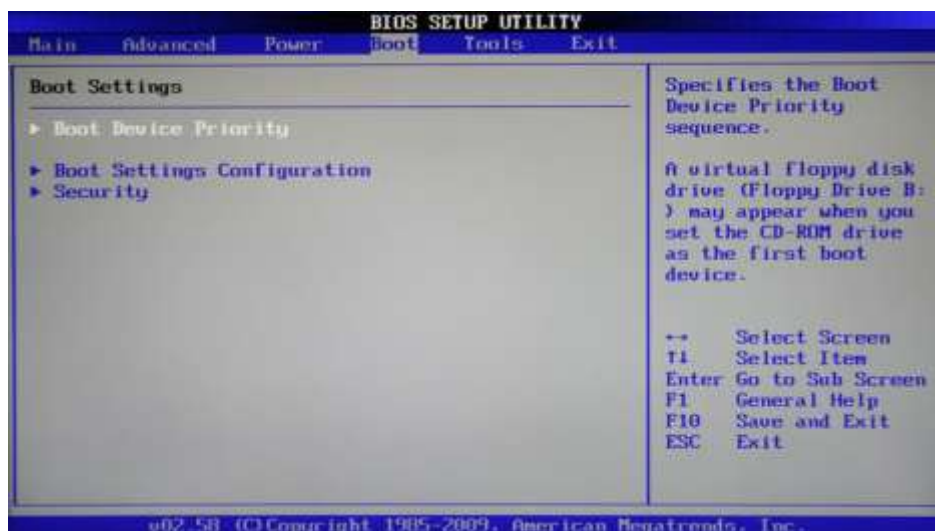 BIOS SETUP UTILITY
Main Advanced Power Boot Tools Exit
Boot Settings
► Boot Device Priority
► Boot Settings Configuration
► Security
Specifies the Boot
Device Priority
sequence.
A virtual floppy disk
drive (Floppy Drive B:
) may appear when you
set the CD-ROM drive
as the first boot
device.
←→ Select Screen
↑↓ Select Item
Enter Go to Sub Screen
F1 General Help
F10 Save and Exit
ESC Exit
v02.58 (C)Copyright 1985-2009, American Megatrends, Inc.